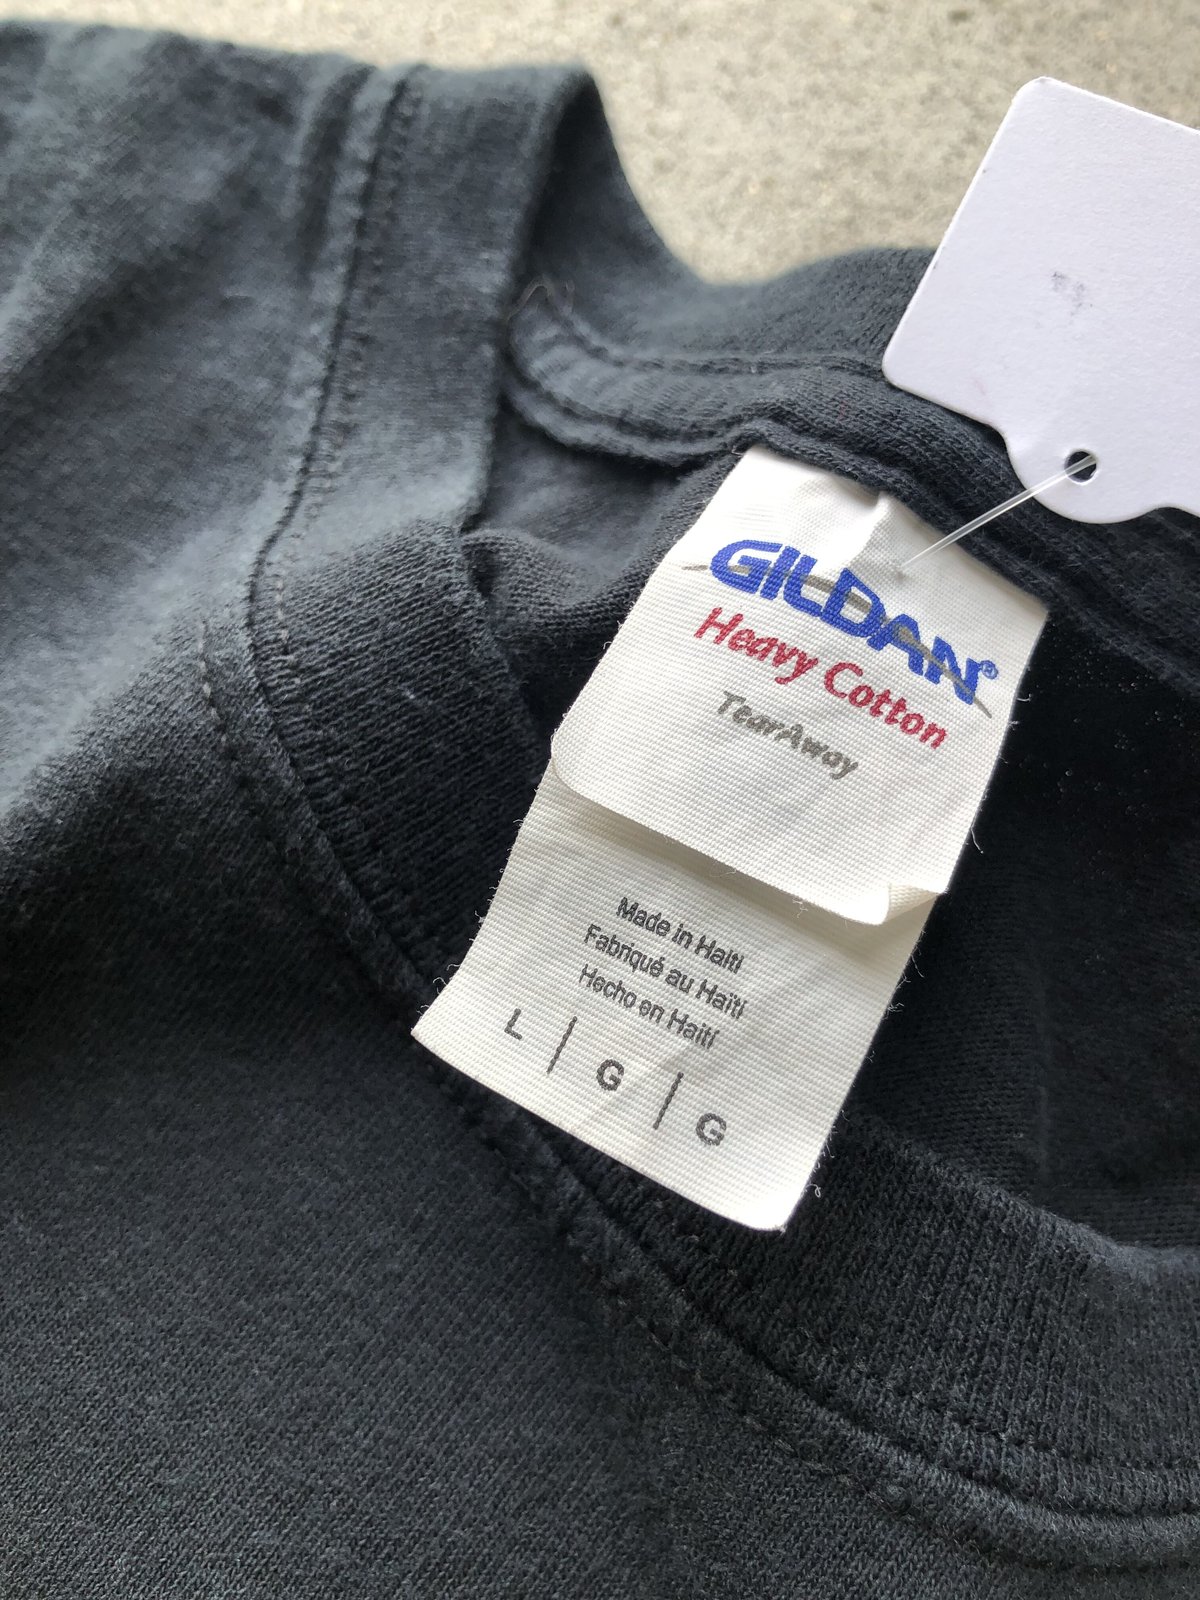 GILDAN®
Heavy Cotton
TearAway
Made in Haiti
Fabriqué au Haïti
Hecho en Haití
L | G | G